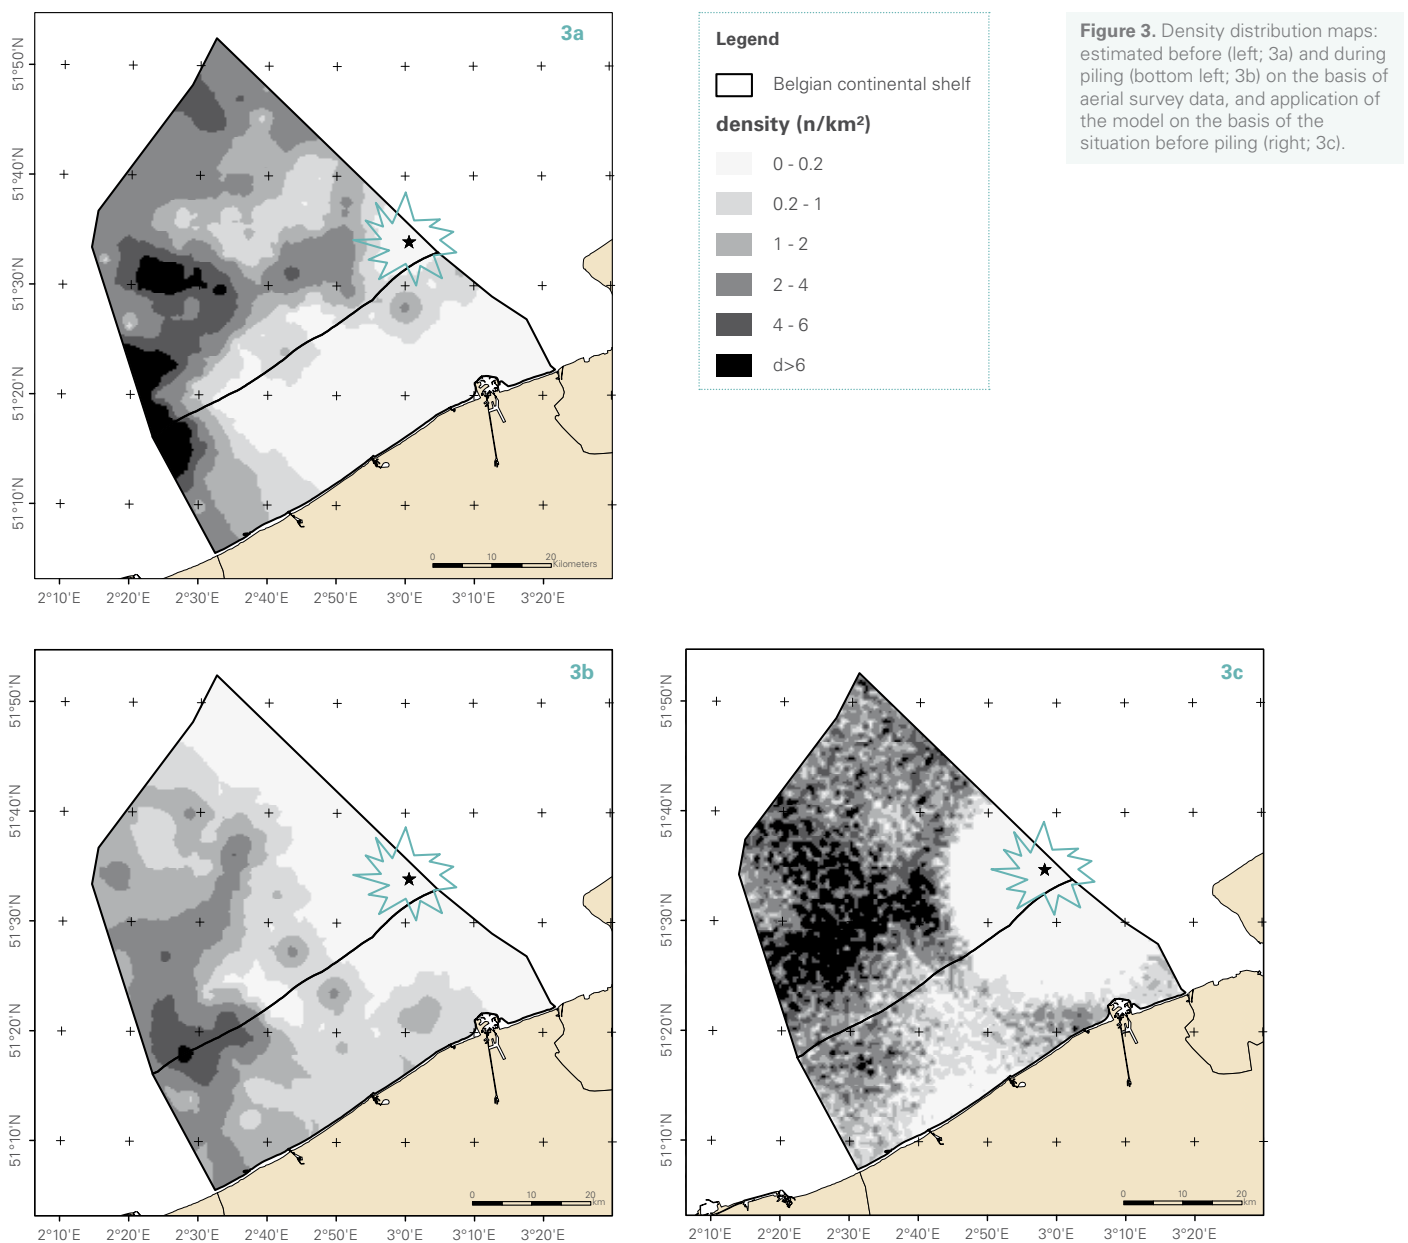 3a
51°50'N
51°40'N
51°30'N
51°20'N
51°10'N
0 10 20
Kilometers
2°10'E 2°20'E 2°30'E 2°40'E 2°50'E 3°0'E 3°10'E 3°20'E
Legend
Belgian continental shelf
density (n/km²)
0 - 0.2
0.2 - 1
1 - 2
2 - 4
4 - 6
d>6
Figure 3. Density distribution maps:
estimated before (left; 3a) and during
piling (bottom left; 3b) on the basis of
aerial survey data, and application of
the model on the basis of the
situation before piling (right; 3c).
3b
51°50'N
51°40'N
51°30'N
51°20'N
51°10'N
0 10 20
km
2°10'E 2°20'E 2°30'E 2°40'E 2°50'E 3°0'E 3°10'E 3°20'E
3c
51°50'N
51°40'N
51°30'N
51°20'N
51°10'N
0 10 20
km
2°10'E 2°20'E 2°30'E 2°40'E 2°50'E 3°0'E 3°10'E 3°20'E